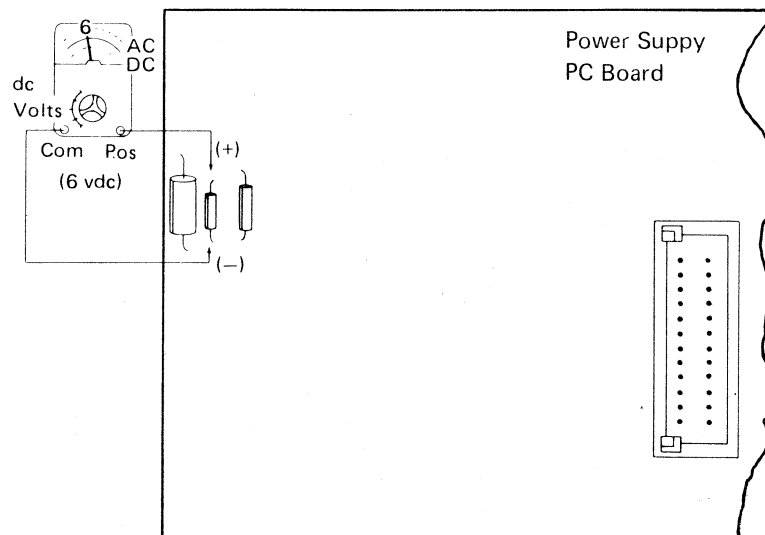 6
AC
DC
dc
Volts
Com Pos
(6 vdc)
(+)
(—)
Power Suppy
PC Board